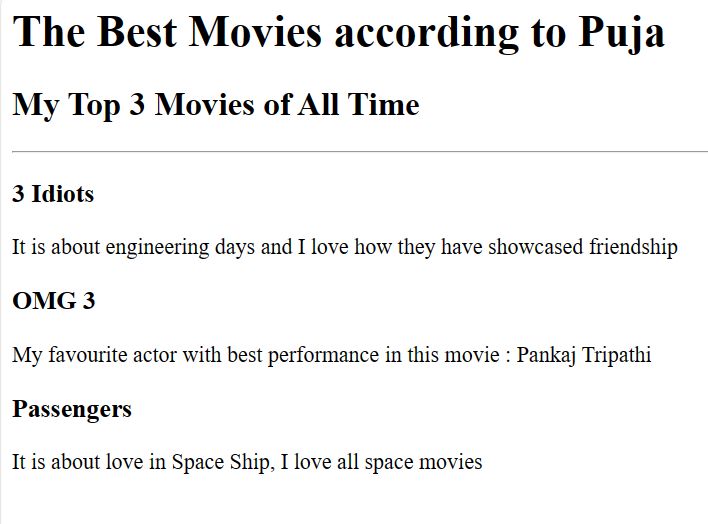 The Best Movies according to Puja
My Top 3 Movies of All Time
3 Idiots
It is about engineering days and I love how they have showcased friendship
OMG 3
My favourite actor with best performance in this movie : Pankaj Tripathi
Passengers
It is about love in Space Ship, I love all space movies